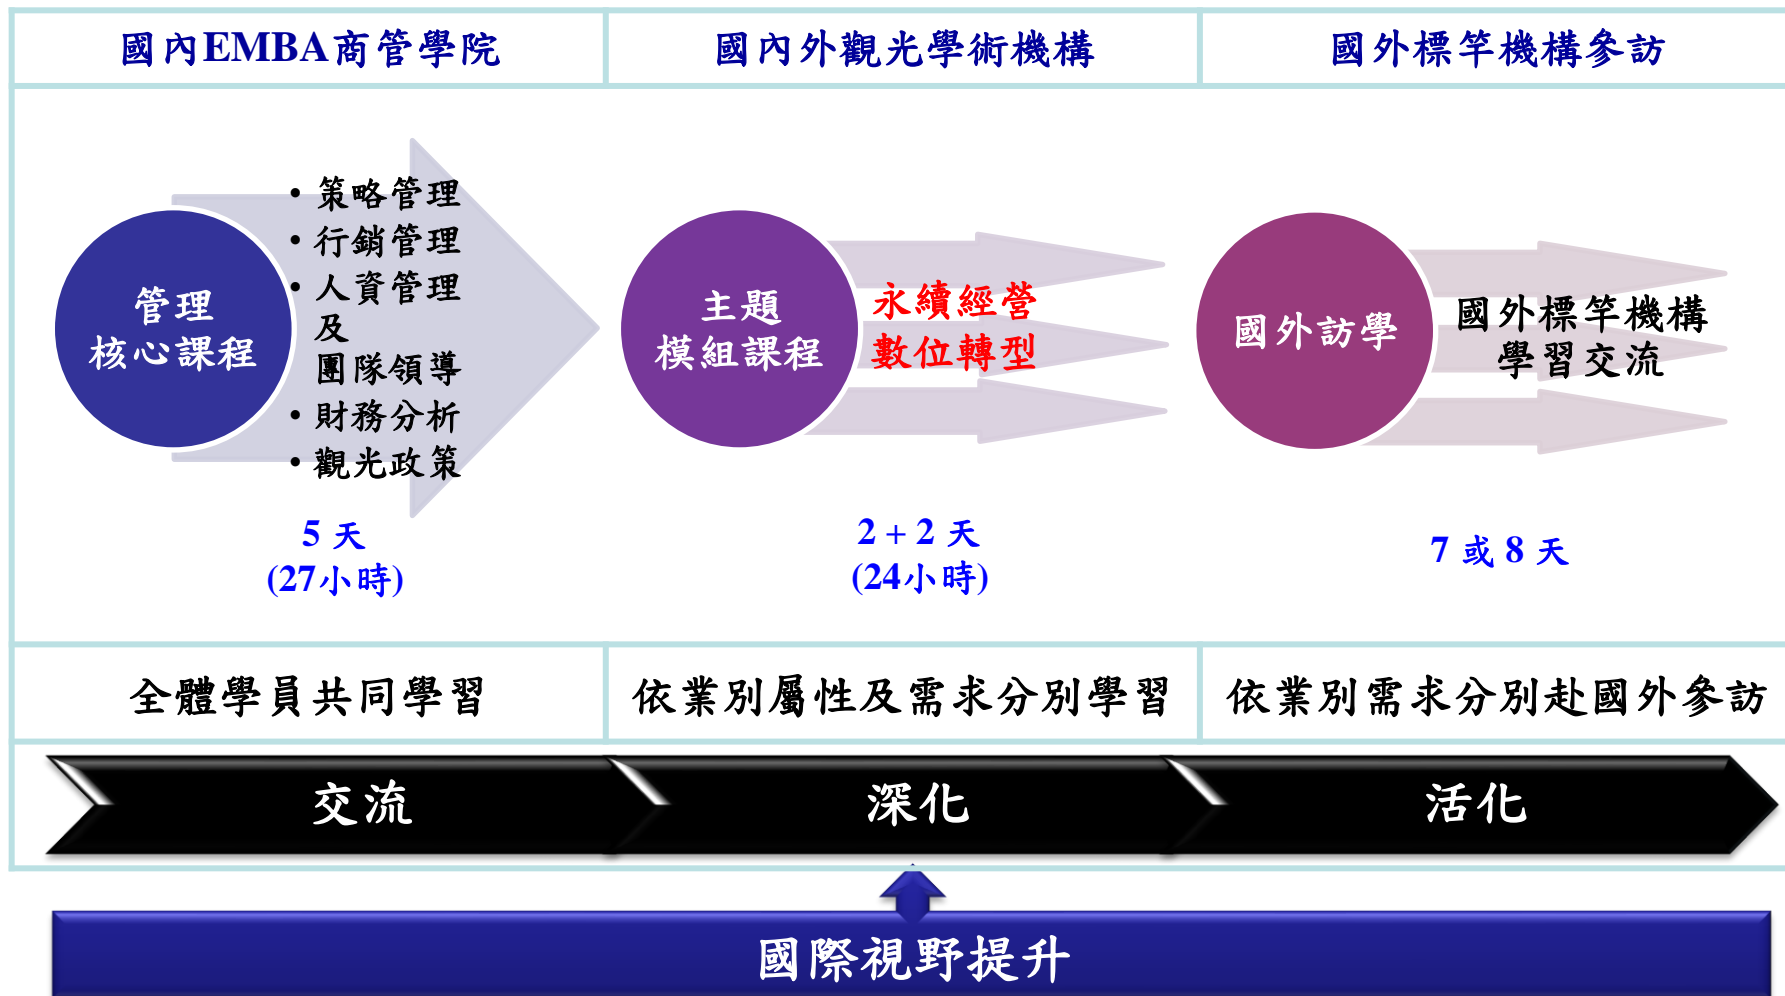 國內EMBA商管學院
國內外觀光學術機構
國外標竿機構參訪
管理
核心課程
• 策略管理
• 行銷管理
• 人資管理
及
團隊領導
• 財務分析
• 觀光政策
5 天
(27小時)
主題
模組課程
永續經營
數位轉型
2 + 2 天
(24小時)
國外訪學
國外標竿機構
學習交流
7 或 8 天
全體學員共同學習
依業別屬性及需求分別學習
依業別需求分別赴國外參訪
交流
深化
活化
國際視野提升